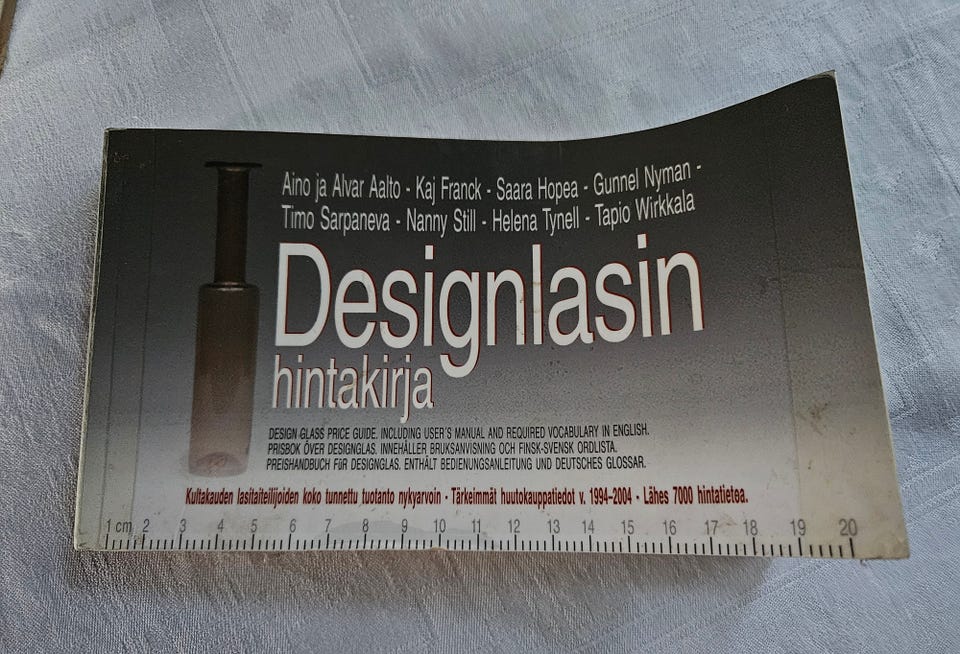 Aino ja Alvar Aalto - Kaj Franck - Saara Hopea - Gunnel Nyman -
Timo Sarpaneva - Nanny Still - Helena Tynell - Tapio Wirkkala
Designlasin
hintakirja
DESIGN GLASS PRICE GUIDE. INCLUDING USER'S MANUAL AND REQUIRED VOCABULARY IN ENGLISH.
PRISBOK ÖVER DESIGNGLAS. INNEHÅLLER BRUKSANVISNING OCH FINSK-SVENSK ORDLISTA.
PREISHANDBUCH FüR DESIGNGLAS. ENTHÄLT BEDIENUNGSANLEITUNG UND DEUTSCHES GLOSSAR.
Kultakauden lasitaiteilijoiden koko tunnettu tuotanto nykyarvoin - Tärkeimmät huutokauppatiedot v. 1994-2004 - Lähes 7000 hintatietoa.
1 cm 2 3 4 5 6 7 8 9 10 11 12 13 14 15 16 17 18 19 20